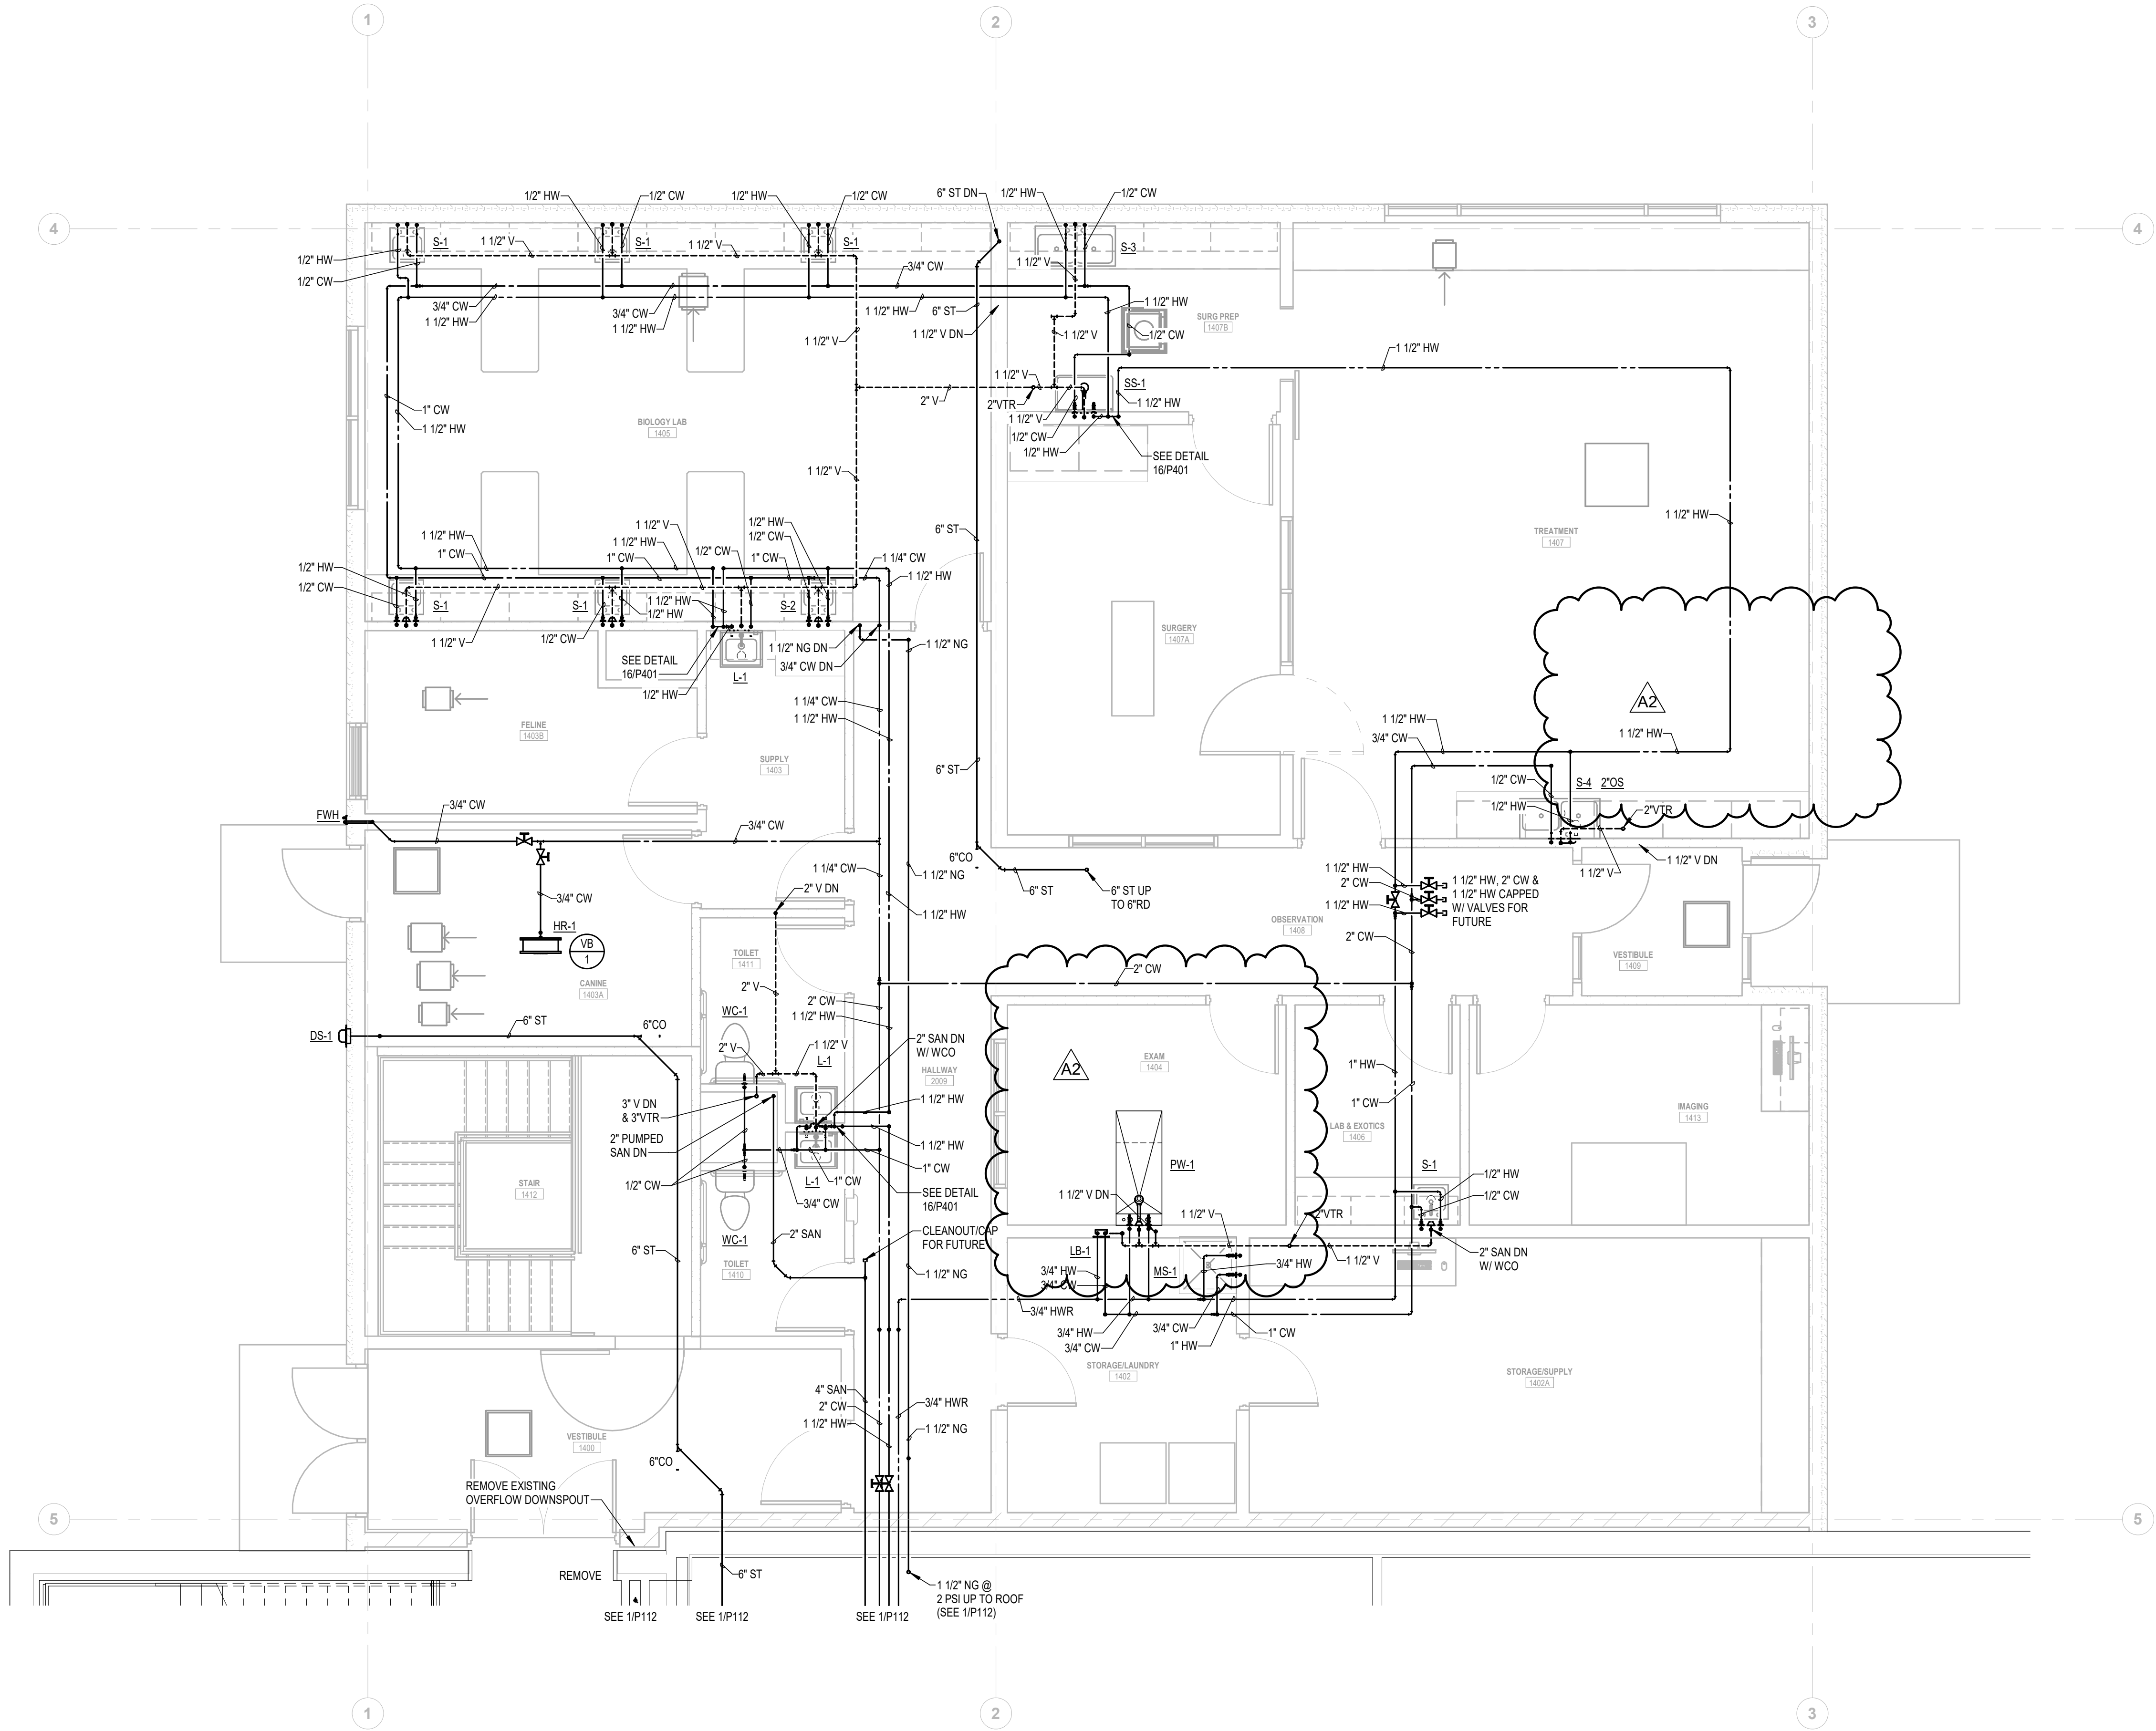 1
2
3
1/2" HW
1/2" CW
1/2" HW
1/2" CW
6" ST DN
1/2" HW
1/2" CW
4
4
S-1
1 1/2" V
S-1
1 1/2" V
S-1
S-3
1/2" HW
1 1/2" V
1/2" CW
3/4" CW
3/4" CW
3/4" CW
1 1/2" HW
1 1/2" HW
1 1/2" HW
6" ST
1 1/2" HW
SURG PREP
1407B
1 1/2" V
1 1/2" V DN
1 1/2" V
1/2" CW
1 1/2" HW
1 1/2" V
SS-1
2" V
2"VTR
1 1/2" HW
1" CW
1 1/2" HW
BIOLOGY LAB
1405
1 1/2" V
1/2" CW
1/2" HW
SEE DETAIL
16/P401
1 1/2" V
1 1/2" HW
6" ST
TREATMENT
1407
1 1/2" V
1/2" HW
1 1/2" HW
1/2" CW
1 1/2" HW
1" CW
1/2" CW
1" CW
1" CW
1 1/4" CW
1/2" HW
1 1/2" HW
1/2" CW
S-1
S-1
1 1/2" HW
1/2" HW
S-2
1 1/2" V
1/2" CW
1 1/2" NG DN
1 1/2" NG
3/4" CW DN
SURGERY
1407A
SEE DETAIL
16/P401
L-1
1/2" HW
1 1/4" CW
1 1/2" HW
A2
FELINE
1403B
SUPPLY
1403
6" ST
1 1/2" HW
3/4" CW
1 1/2" HW
1/2" CW
S-4
2"OS
1/2" HW
2"VTR
FWH
3/4" CW
3/4" CW
6"CO
1 1/4" CW
1 1/2" NG
6" ST
6" ST UP
TO 6"RD
1 1/2" V
1 1/2" V DN
3/4" CW
2" V DN
1 1/2" HW
1 1/2" HW
2" CW
1 1/2" HW
1 1/2" HW, 2" CW &
1 1/2" HW CAPPED
W/ VALVES FOR
FUTURE
HR-1
VB
1
OBSERVATION
1408
2" CW
TOILET
1411
VESTIBULE
1409
CANINE
1403A
2" V
2" CW
2" CW
1 1/2" HW
WC-1
DS-1
6" ST
6"CO
2" V
1 1/2" V
L-1
2" SAN DN
W/ WCO
HALLWAY
2009
A2
EXAM
1404
1" HW
1" CW
3" V DN
& 3"VTR
1 1/2" HW
IMAGING
1413
2" PUMPED
SAN DN
1 1/2" HW
LAB & EXOTICS
1406
1" CW
PW-1
S-1
STAIR
1412
1/2" CW
L-1
1" CW
3/4" CW
SEE DETAIL
16/P401
1 1/2" V DN
1/2" HW
1/2" CW
WC-1
2" SAN
CLEANOUT/CAP
FOR FUTURE
1 1/2" V
2"VTR
6" ST
TOILET
1410
1 1/2" NG
LB-1
3/4" HW
3/4" CW
MS-1
3/4" HW
1 1/2" V
2" SAN DN
W/ WCO
3/4" HWR
3/4" HW
3/4" CW
3/4" CW
1" HW
1" CW
STORAGE/LAUNDRY
1402
STORAGE/SUPPLY
1402A
4" SAN
2" CW
1 1/2" HW
3/4" HWR
1 1/2" NG
VESTIBULE
1400
6"CO
REMOVE EXISTING
OVERFLOW DOWNSPOUT
5
5
REMOVE
6" ST
1 1/2" NG @
2 PSI UP TO ROOF
(SEE 1/P112)
SEE 1/P112
SEE 1/P112
SEE 1/P112
1
2
3